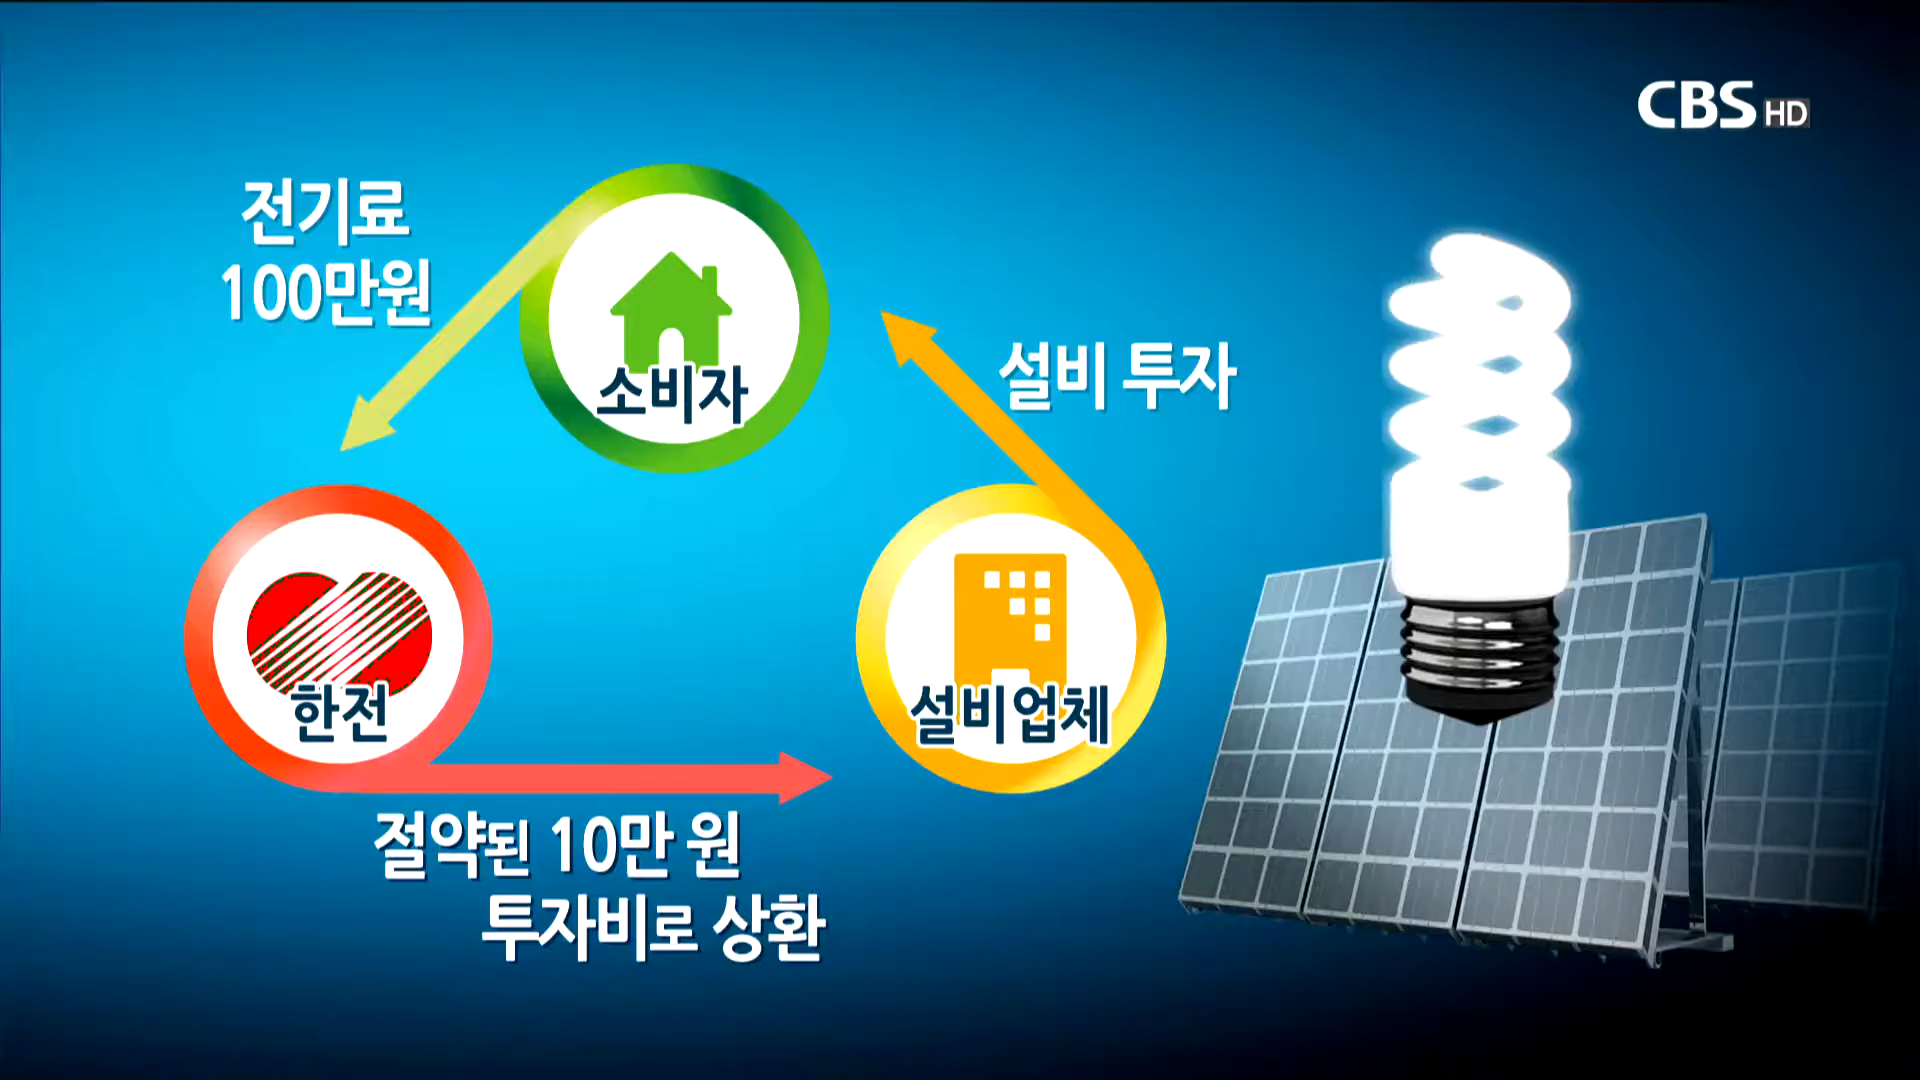 CBS HD
전기료
100만원
소비자
설비 투자
한전
설비업체
절약된 10만 원
투자비로 상환